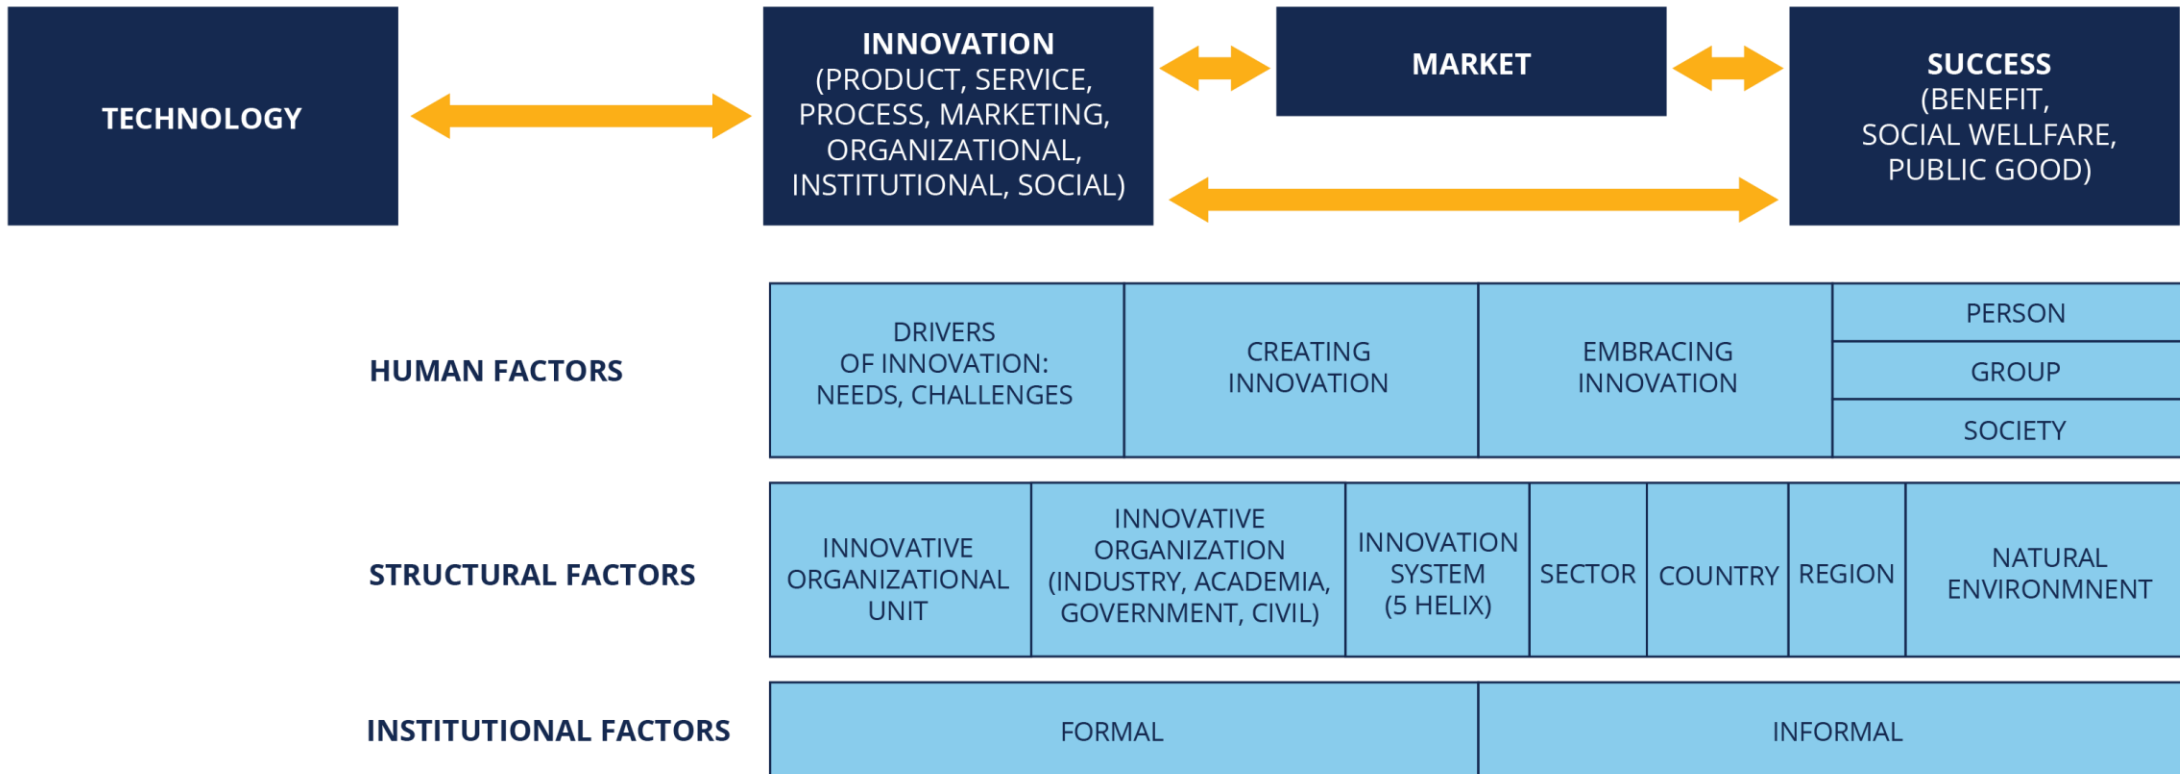 TECHNOLOGY
INNOVATION
(PRODUCT, SERVICE,
PROCESS, MARKETING,
ORGANIZATIONAL,
INSTITUTIONAL, SOCIAL)
MARKET
SUCCESS
(BENEFIT,
SOCIAL WELLFARE,
PUBLIC GOOD)
HUMAN FACTORS
DRIVERS
OF INNOVATION:
NEEDS, CHALLENGES
CREATING
INNOVATION
EMBRACING
INNOVATION
PERSON
GROUP
SOCIETY
STRUCTURAL FACTORS
INNOVATIVE
ORGANIZATIONAL
UNIT
INNOVATIVE
ORGANIZATION
(INDUSTRY, ACADEMIA,
GOVERNMENT, CIVIL)
INNOVATION
SYSTEM
(5 HELIX)
SECTOR
COUNTRY
REGION
NATURAL
ENVIRONMNENT
INSTITUTIONAL FACTORS
FORMAL
INFORMAL